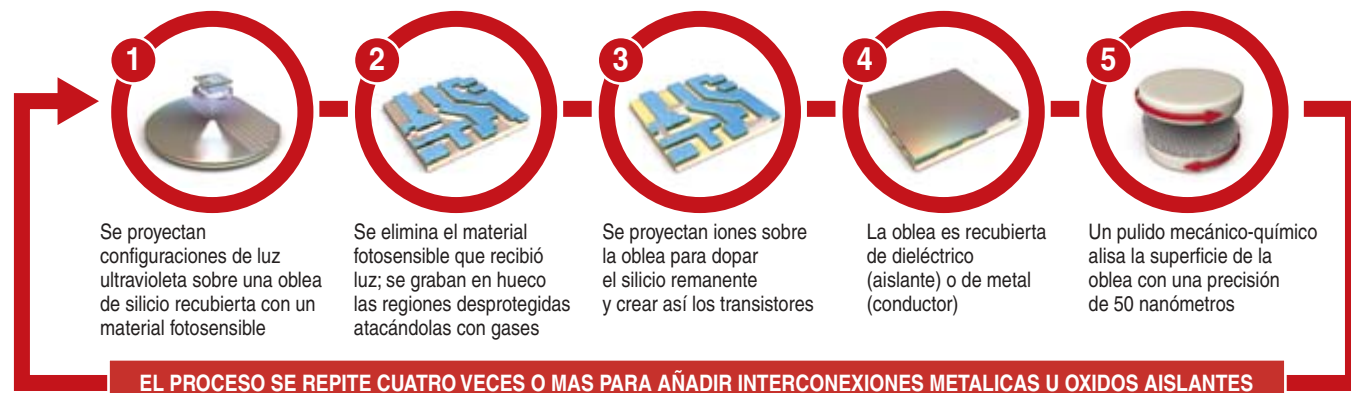 1
Se proyectan
configuraciones de luz
ultravioleta sobre una oblea
de silicio recubierta con un
material fotosensible
2
Se elimina el material
fotosensible que recibió
luz; se graban en hueco
las regiones desprotegidas
atacándolas con gases
3
Se proyectan iones sobre
la oblea para dopar
el silicio remanente
y crear así los transistores
4
La oblea es recubierta
de dieléctrico
(aislante) o de metal
(conductor)
5
Un pulido mecánico-químico
alisa la superficie de la
oblea con una precisión
de 50 nanómetros
EL PROCESO SE REPITE CUATRO VECES O MAS PARA AÑADIR INTERCONEXIONES METALICAS U OXIDOS AISLANTES